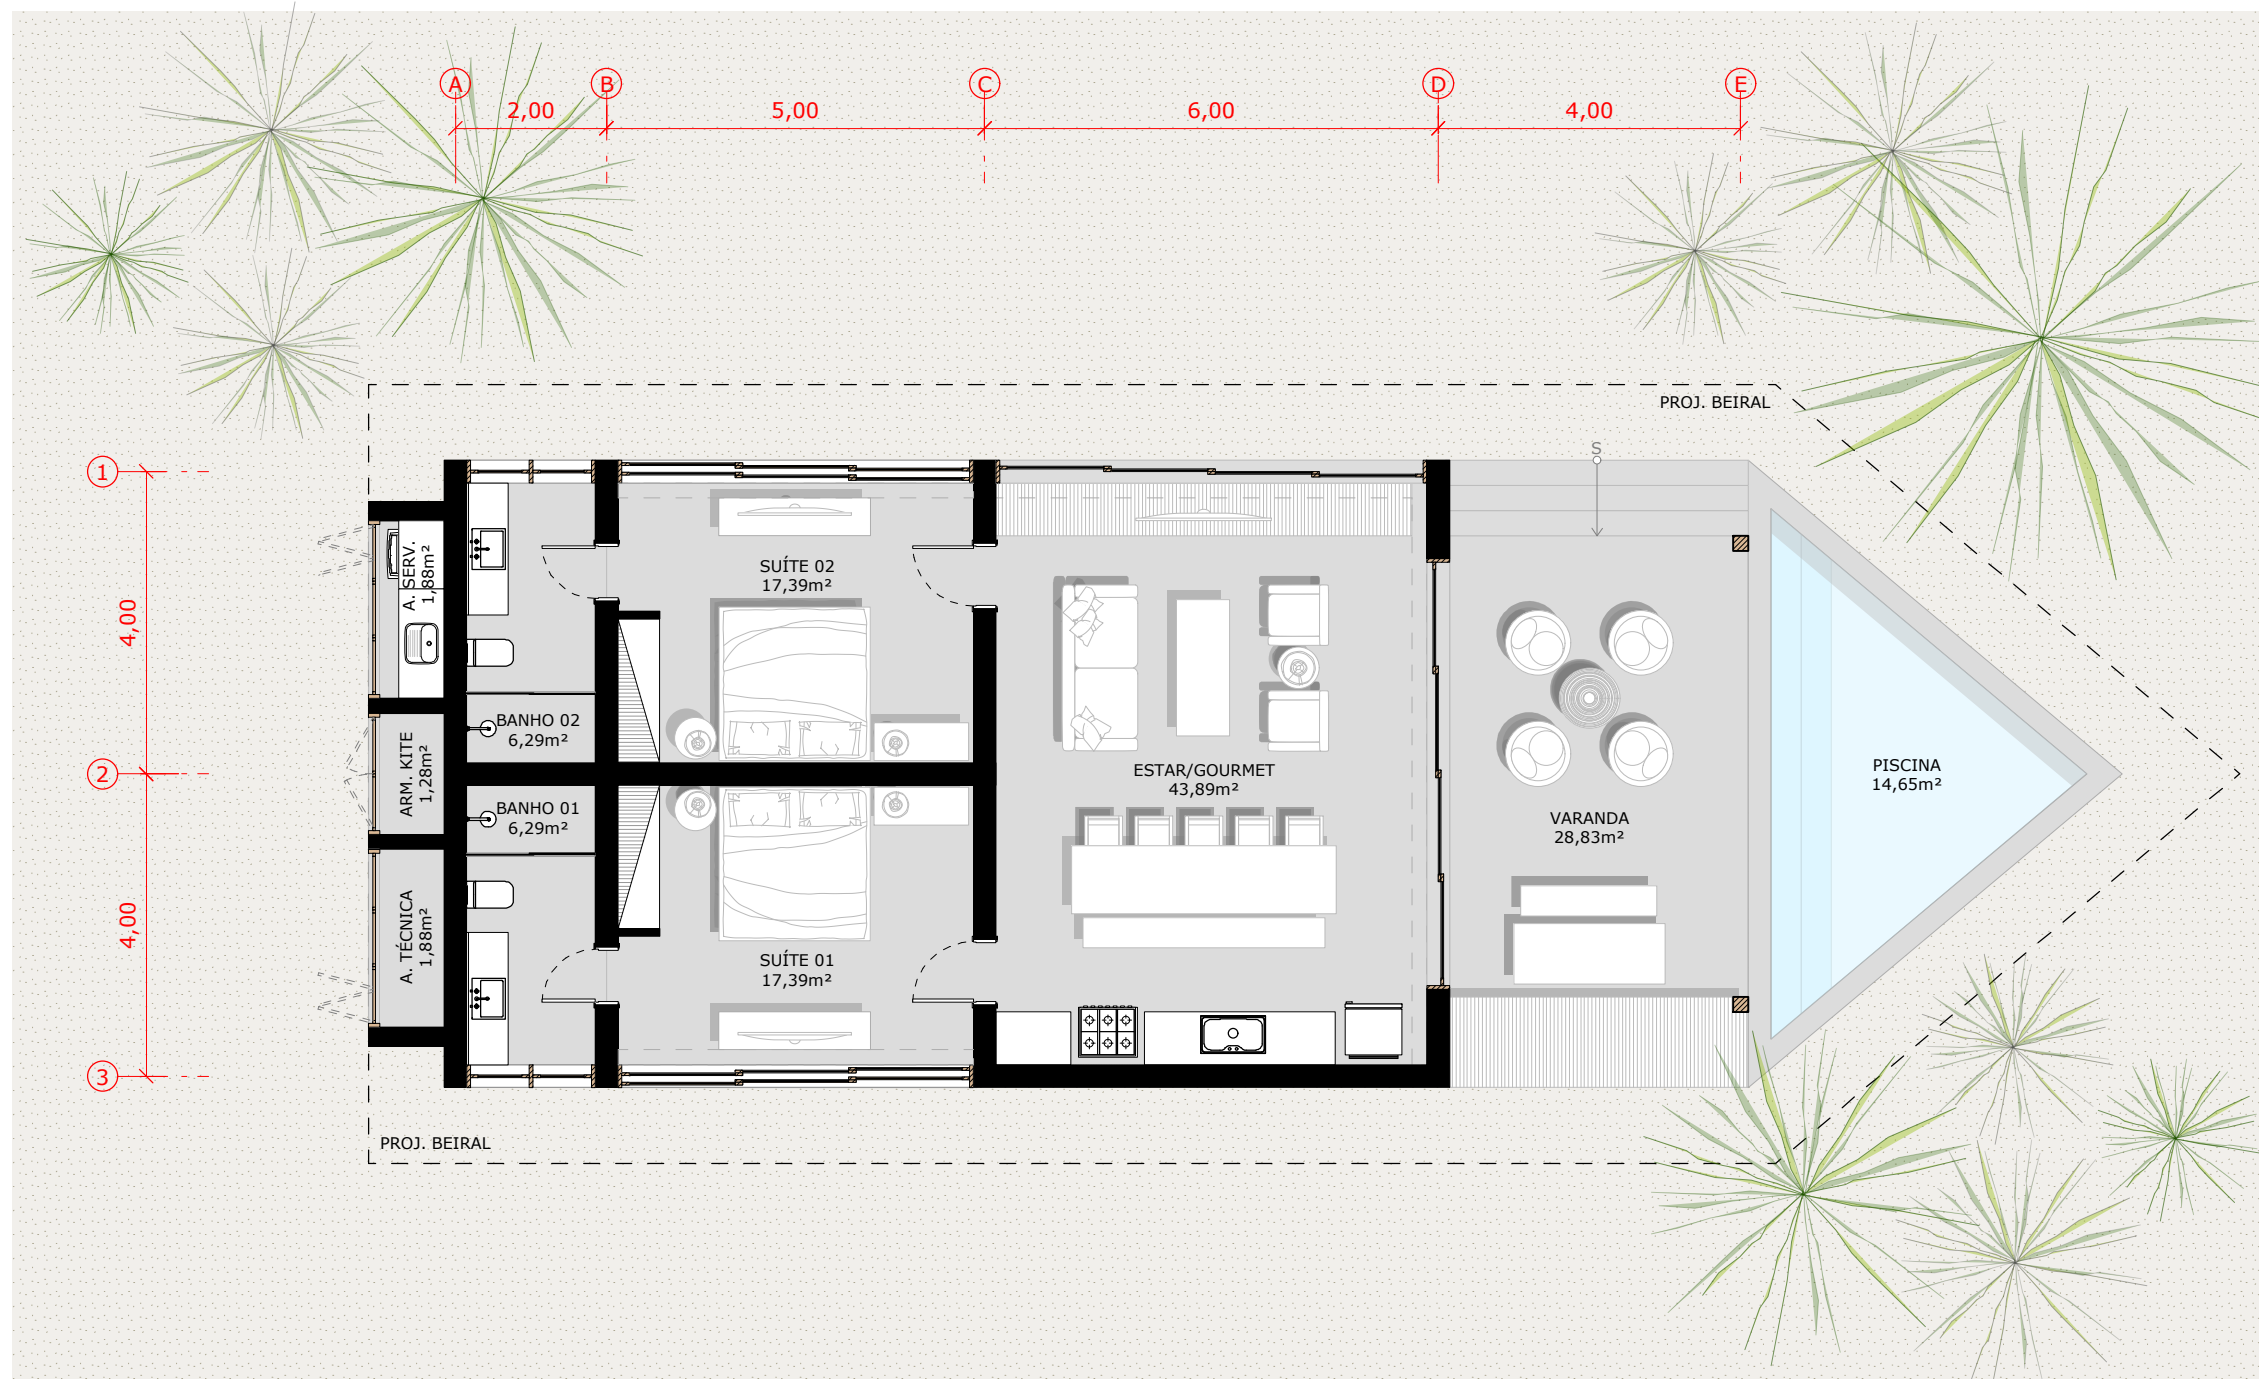 A
B
C
D
E
2,00
5,00
6,00
4,00
PROJ. BEIRAL
S
1
4,00
2
4,00
3
A. SERV.
1,88m²
ARM. KITE
1,28m²
A. TÉCNICA
1,88m²
BANHO 02
6,29m²
BANHO 01
6,29m²
SUÍTE 02
17,39m²
SUÍTE 01
17,39m²
ESTAR/GOURMET
43,89m²
VARANDA
28,83m²
PISCINA
14,65m²
PROJ. BEIRAL